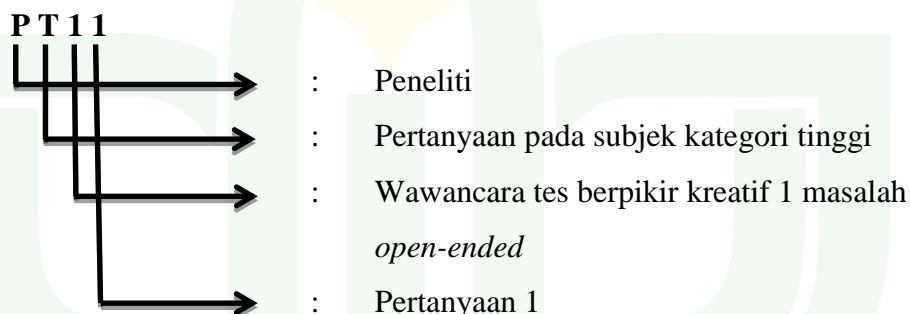 P T 1 1
: Peneliti
: Pertanyaan pada subjek kategori tinggi
: Wawancara tes berpikir kreatif 1 masalah
open-ended
: Pertanyaan 1